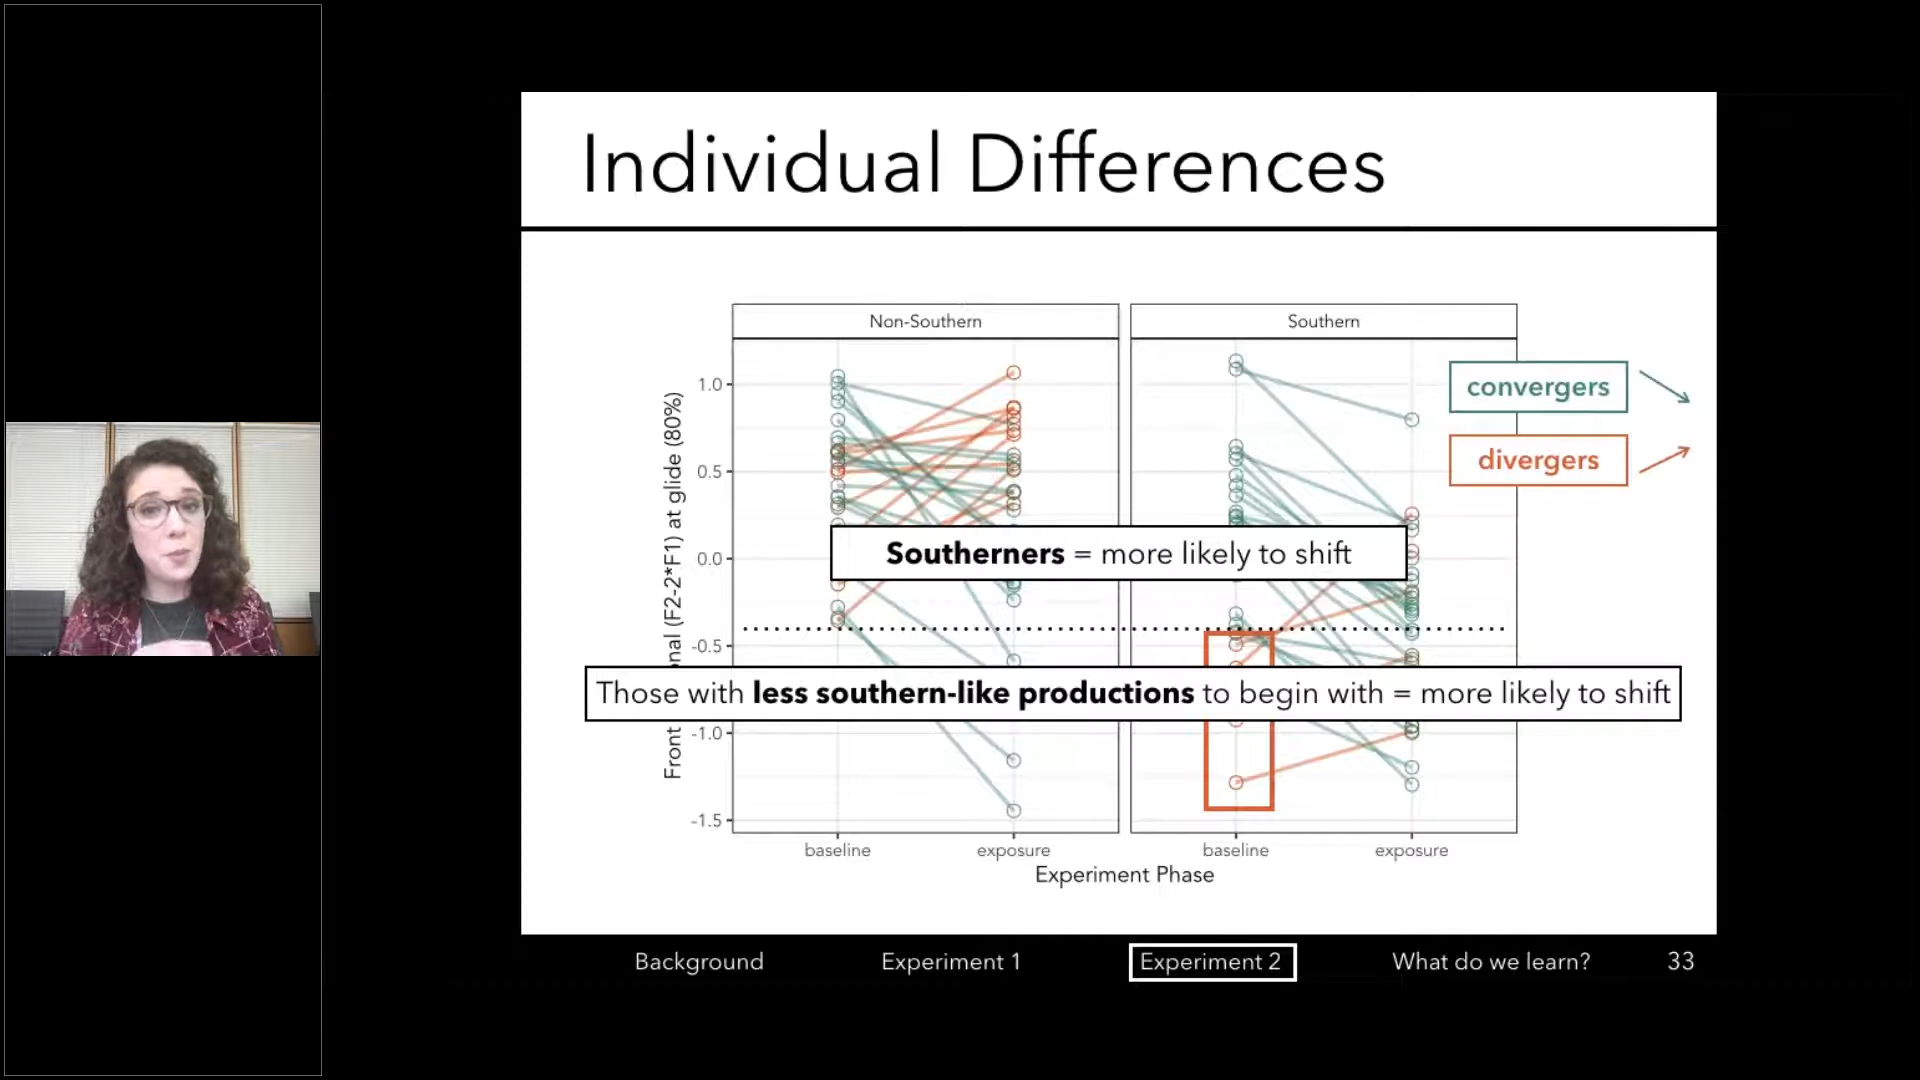 Individual Differences
Non-Southern
Southern
1.0
0.5
0.0
-0.5
-1.0
-1.5
Front
nal (F2-2*F1) at glide (80%)
convergers
divergers
Southerners = more likely to shift
Those with less southern-like productions to begin with = more likely to shift
baseline
exposure
baseline
exposure
Experiment Phase
Background
Experiment 1
Experiment 2
What do we learn?
33